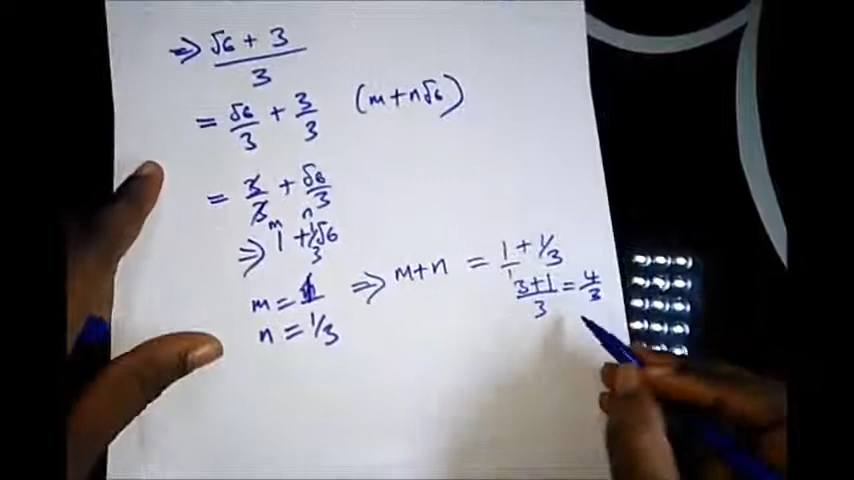 ⇒ √6 + 3 / 3
= √6/3 + 3/3 (m + n√6)
= 3/3 + √6/3
m n
⇒ 1 + 1/3 √6
m = 1 ⇒ m+n = 1/1 + 1/3
3+1/3 = 4/3
n = 1/3